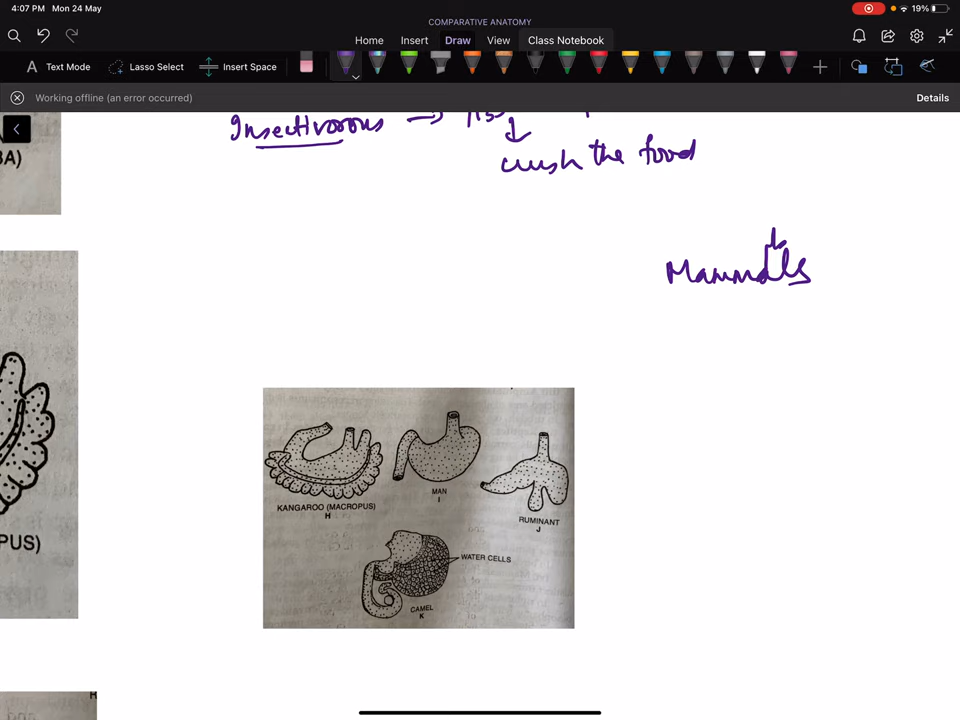 4:07 PM Mon 24 May
19%
COMPARATIVE ANATOMY
Home Insert Draw View Class Notebook
Text Mode Lasso Select Insert Space
Working offline (an error occurred) Details
Insectivorous →
crush the food
BA)
Mammals
PUS)
KANGAROO (MACROPUS)
H
MAN
I
RUMINANT
J
WATER CELLS
CAMEL
K
H